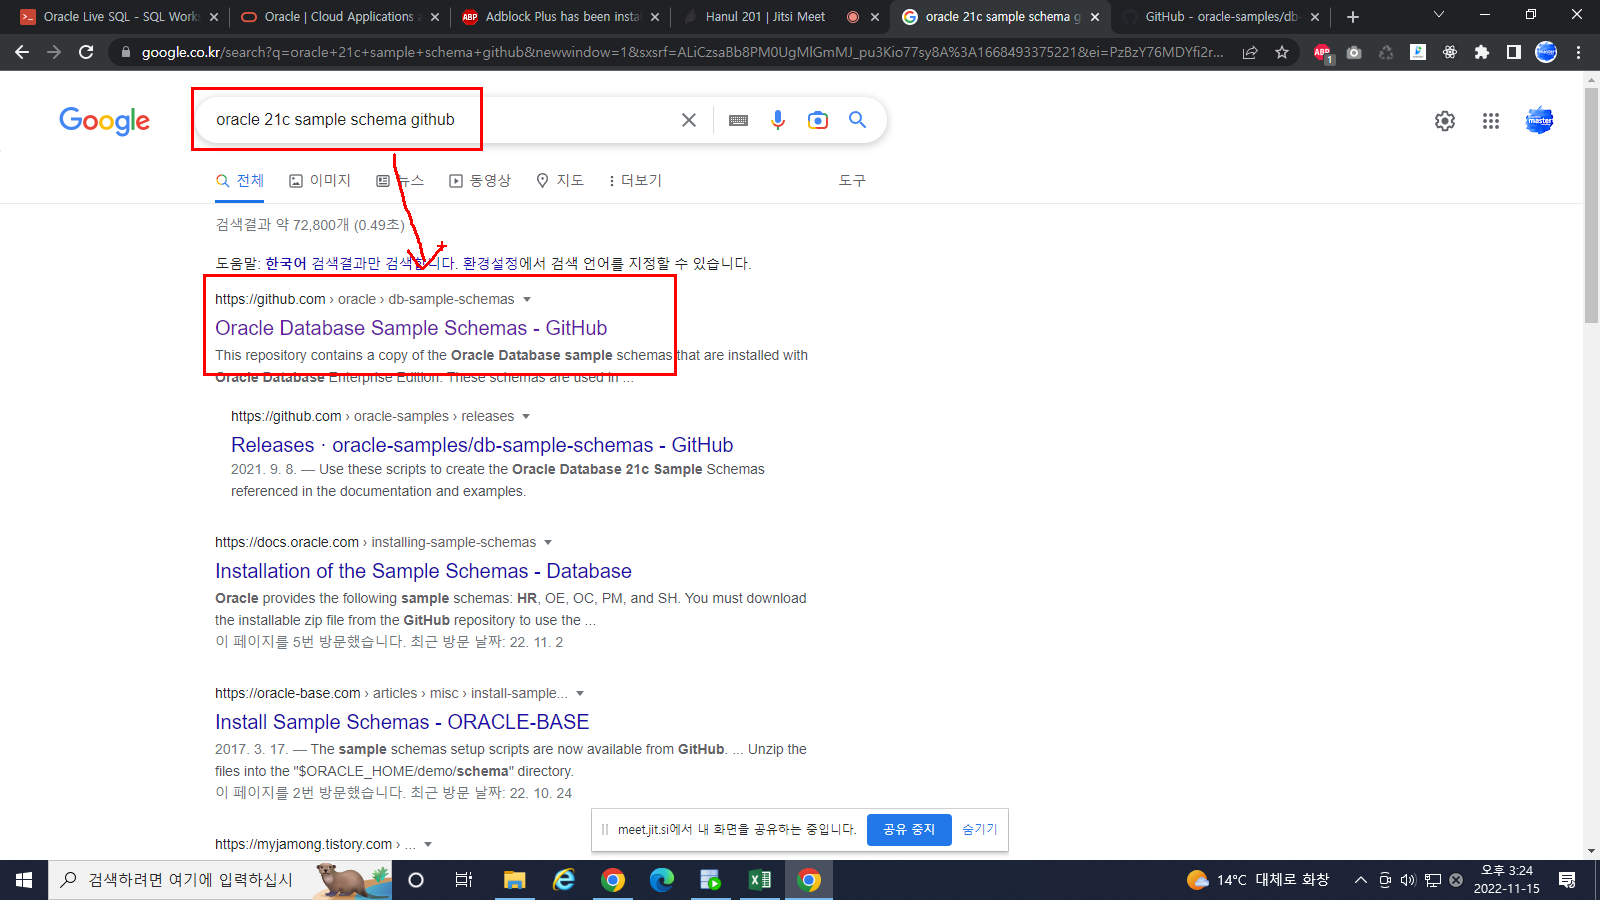 Oracle Live SQL - SQL Work
Oracle | Cloud Applications
Adblock Plus has been insta
Hanul 201 | Jitsi Meet
oracle 21c sample schema g
GitHub - oracle-samples/db-
google.co.kr/search?q=oracle+21c+sample+schema+github&newwindow=1&sxsrf=ALiCzsaBb8PM0UgMlGmMJ_pu3Kio77sy8A%3A1668493375221&ei=PzBzY76MDYfi2r...
ABP
1
Google
oracle 21c sample schema github
master
전체
이미지
뉴스
동영상
지도
더보기
도구
검색결과 약 72,800개 (0.49초)
도움말: 한국어 검색결과만 검색합니다. 환경설정에서 검색 언어를 지정할 수 있습니다.
https://github.com › oracle › db-sample-schemas
Oracle Database Sample Schemas - GitHub
This repository contains a copy of the Oracle Database sample schemas that are installed with
Oracle Database Enterprise Edition. These schemas are used in ...
https://github.com › oracle-samples › releases
Releases · oracle-samples/db-sample-schemas - GitHub
2021. 9. 8. — Use these scripts to create the Oracle Database 21c Sample Schemas
referenced in the documentation and examples.
https://docs.oracle.com › installing-sample-schemas
Installation of the Sample Schemas - Database
Oracle provides the following sample schemas: HR, OE, OC, PM, and SH. You must download
the installable zip file from the GitHub repository to use the ...
이 페이지를 5번 방문했습니다. 최근 방문 날짜: 22. 11. 2
https://oracle-base.com › articles › misc › install-sample...
Install Sample Schemas - ORACLE-BASE
2017. 3. 17. — The sample schemas setup scripts are now available from GitHub. ... Unzip the
files into the "$ORACLE_HOME/demo/schema" directory.
이 페이지를 2번 방문했습니다. 최근 방문 날짜: 22. 10. 24
meet.jit.si에서 내 화면을 공유하는 중입니다.
공유 중지
숨기기
https://myjamong.tistory.com › ...
검색하려면 여기에 입력하십시
14°C 대체로 화창
오후 3:24
2022-11-15